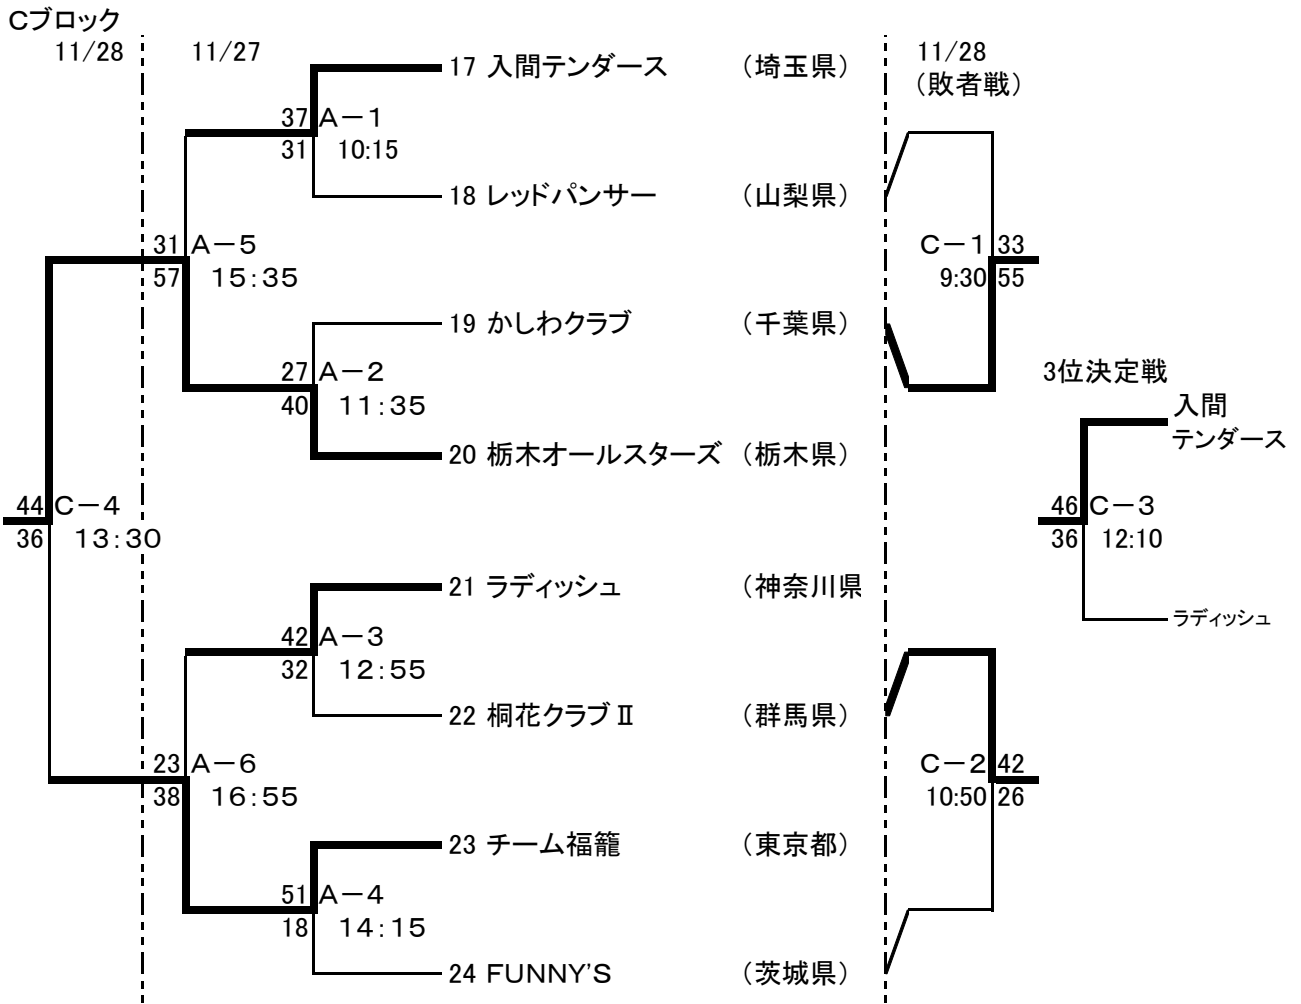 Cブロック
11/28
11/27
17 入間テンダース （埼玉県）
11/28
（敗者戦）
37 A－1
31 10:15
18 レッドパンサー （山梨県）
31 A－5
57 15:35
C－1 33
9:30 55
19 かしわクラブ （千葉県）
27 A－2
40 11:35
3位決定戦
入間
テンダース
20 栃木オールスターズ （栃木県）
44 C－4
36 13:30
46 C－3
36 12:10
21 ラディッシュ （神奈川県
ラディッシュ
42 A－3
32 12:55
22 桐花クラブⅡ （群馬県）
23 A－6
38 16:55
C－2 42
10:50 26
23 チーム福籠 （東京都）
51 A－4
18 14:15
24 FUNNY'S （茨城県）